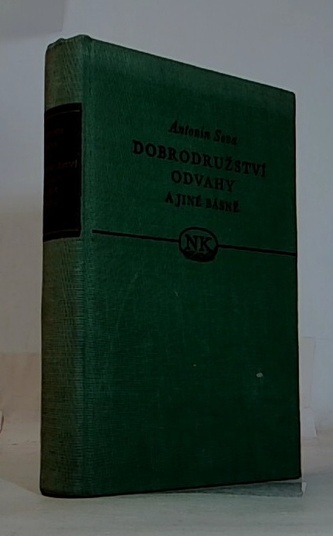 Antonín Sova
DOBRODRUŽSTVÍ
ODVAHY
A JINÉ BÁSNĚ
NK